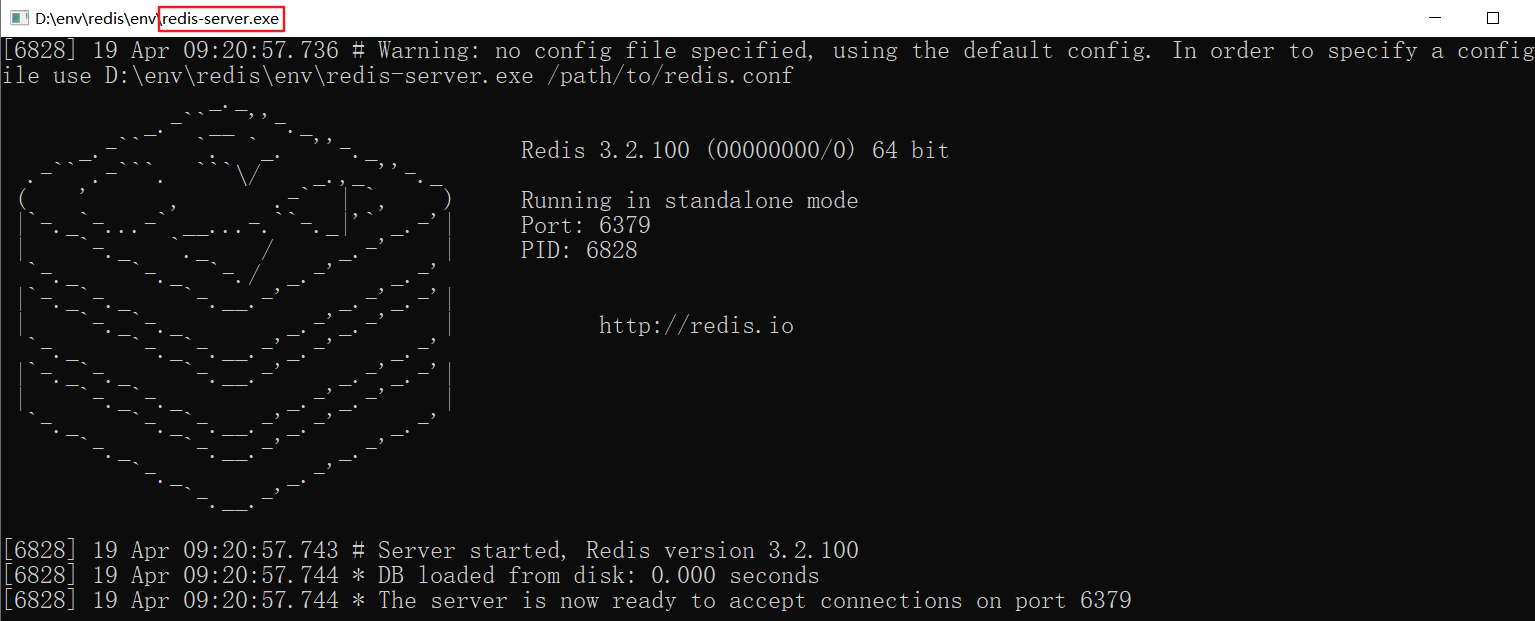 D:\env\redis\env\redis-server.exe
[6828] 19 Apr 09:20:57.736 # Warning: no config file specified, using the default config. In order to specify a config
ile use D:\env\redis\env\redis-server.exe /path/to/redis.conf
Redis 3.2.100 (00000000/0) 64 bit
Running in standalone mode
Port: 6379
PID: 6828
http://redis.io
[6828] 19 Apr 09:20:57.743 # Server started, Redis version 3.2.100
[6828] 19 Apr 09:20:57.744 * DB loaded from disk: 0.000 seconds
[6828] 19 Apr 09:20:57.744 * The server is now ready to accept connections on port 6379